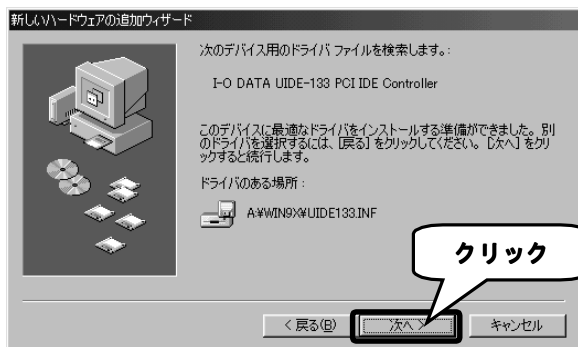 新しいハードウェアの追加ウィザード
次のデバイス用のドライバ ファイルを検索します。:
I-O DATA UIDE-133 PCI IDE Controller
このデバイスに最適なドライバをインストールする準備ができました。別
のドライバを選択するには、[戻る] をクリックしてください。[次へ] をクリ
ックすると続行します。
ドライバのある場所:
A:¥WIN9X¥UIDE133.INF
クリック
< 戻る(B)
次へ >
キャンセル